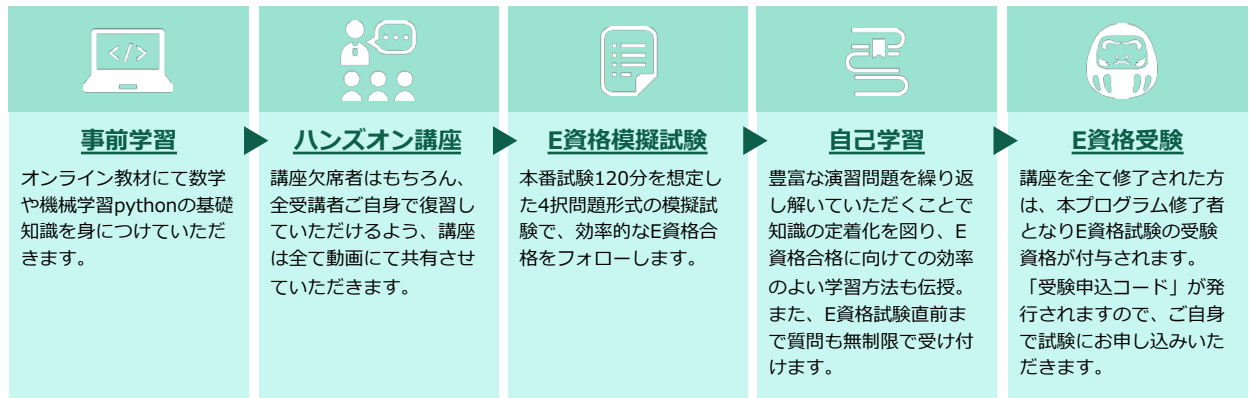 </>
事前学習
オンライン教材にて数学
や機械学習pythonの基礎
知識を身につけていただ
きます。
ハンズオン講座
講座欠席者はもちろん、
全受講者ご自身で復習し
ていただけるよう、講座
は全て動画にて共有させ
ていただきます。
E資格模擬試験
本番試験120分を想定し
た4択問題形式の模擬試
験で、効率的なE資格合
格をフォローします。
自己学習
豊富な演習問題を繰り返
し解いていただくことで
知識の定着化を図り、E
資格合格に向けての効率
のよい学習方法も伝授。
また、E資格試験直前ま
で質問も無制限で受け付
けます。
E資格受験
講座を全て修了された方
は、本プログラム修了者
となりE資格試験の受験
資格が付与されます。
「受験申込コード」が発
行されますので、ご自身
で試験にお申し込みいた
だきます。